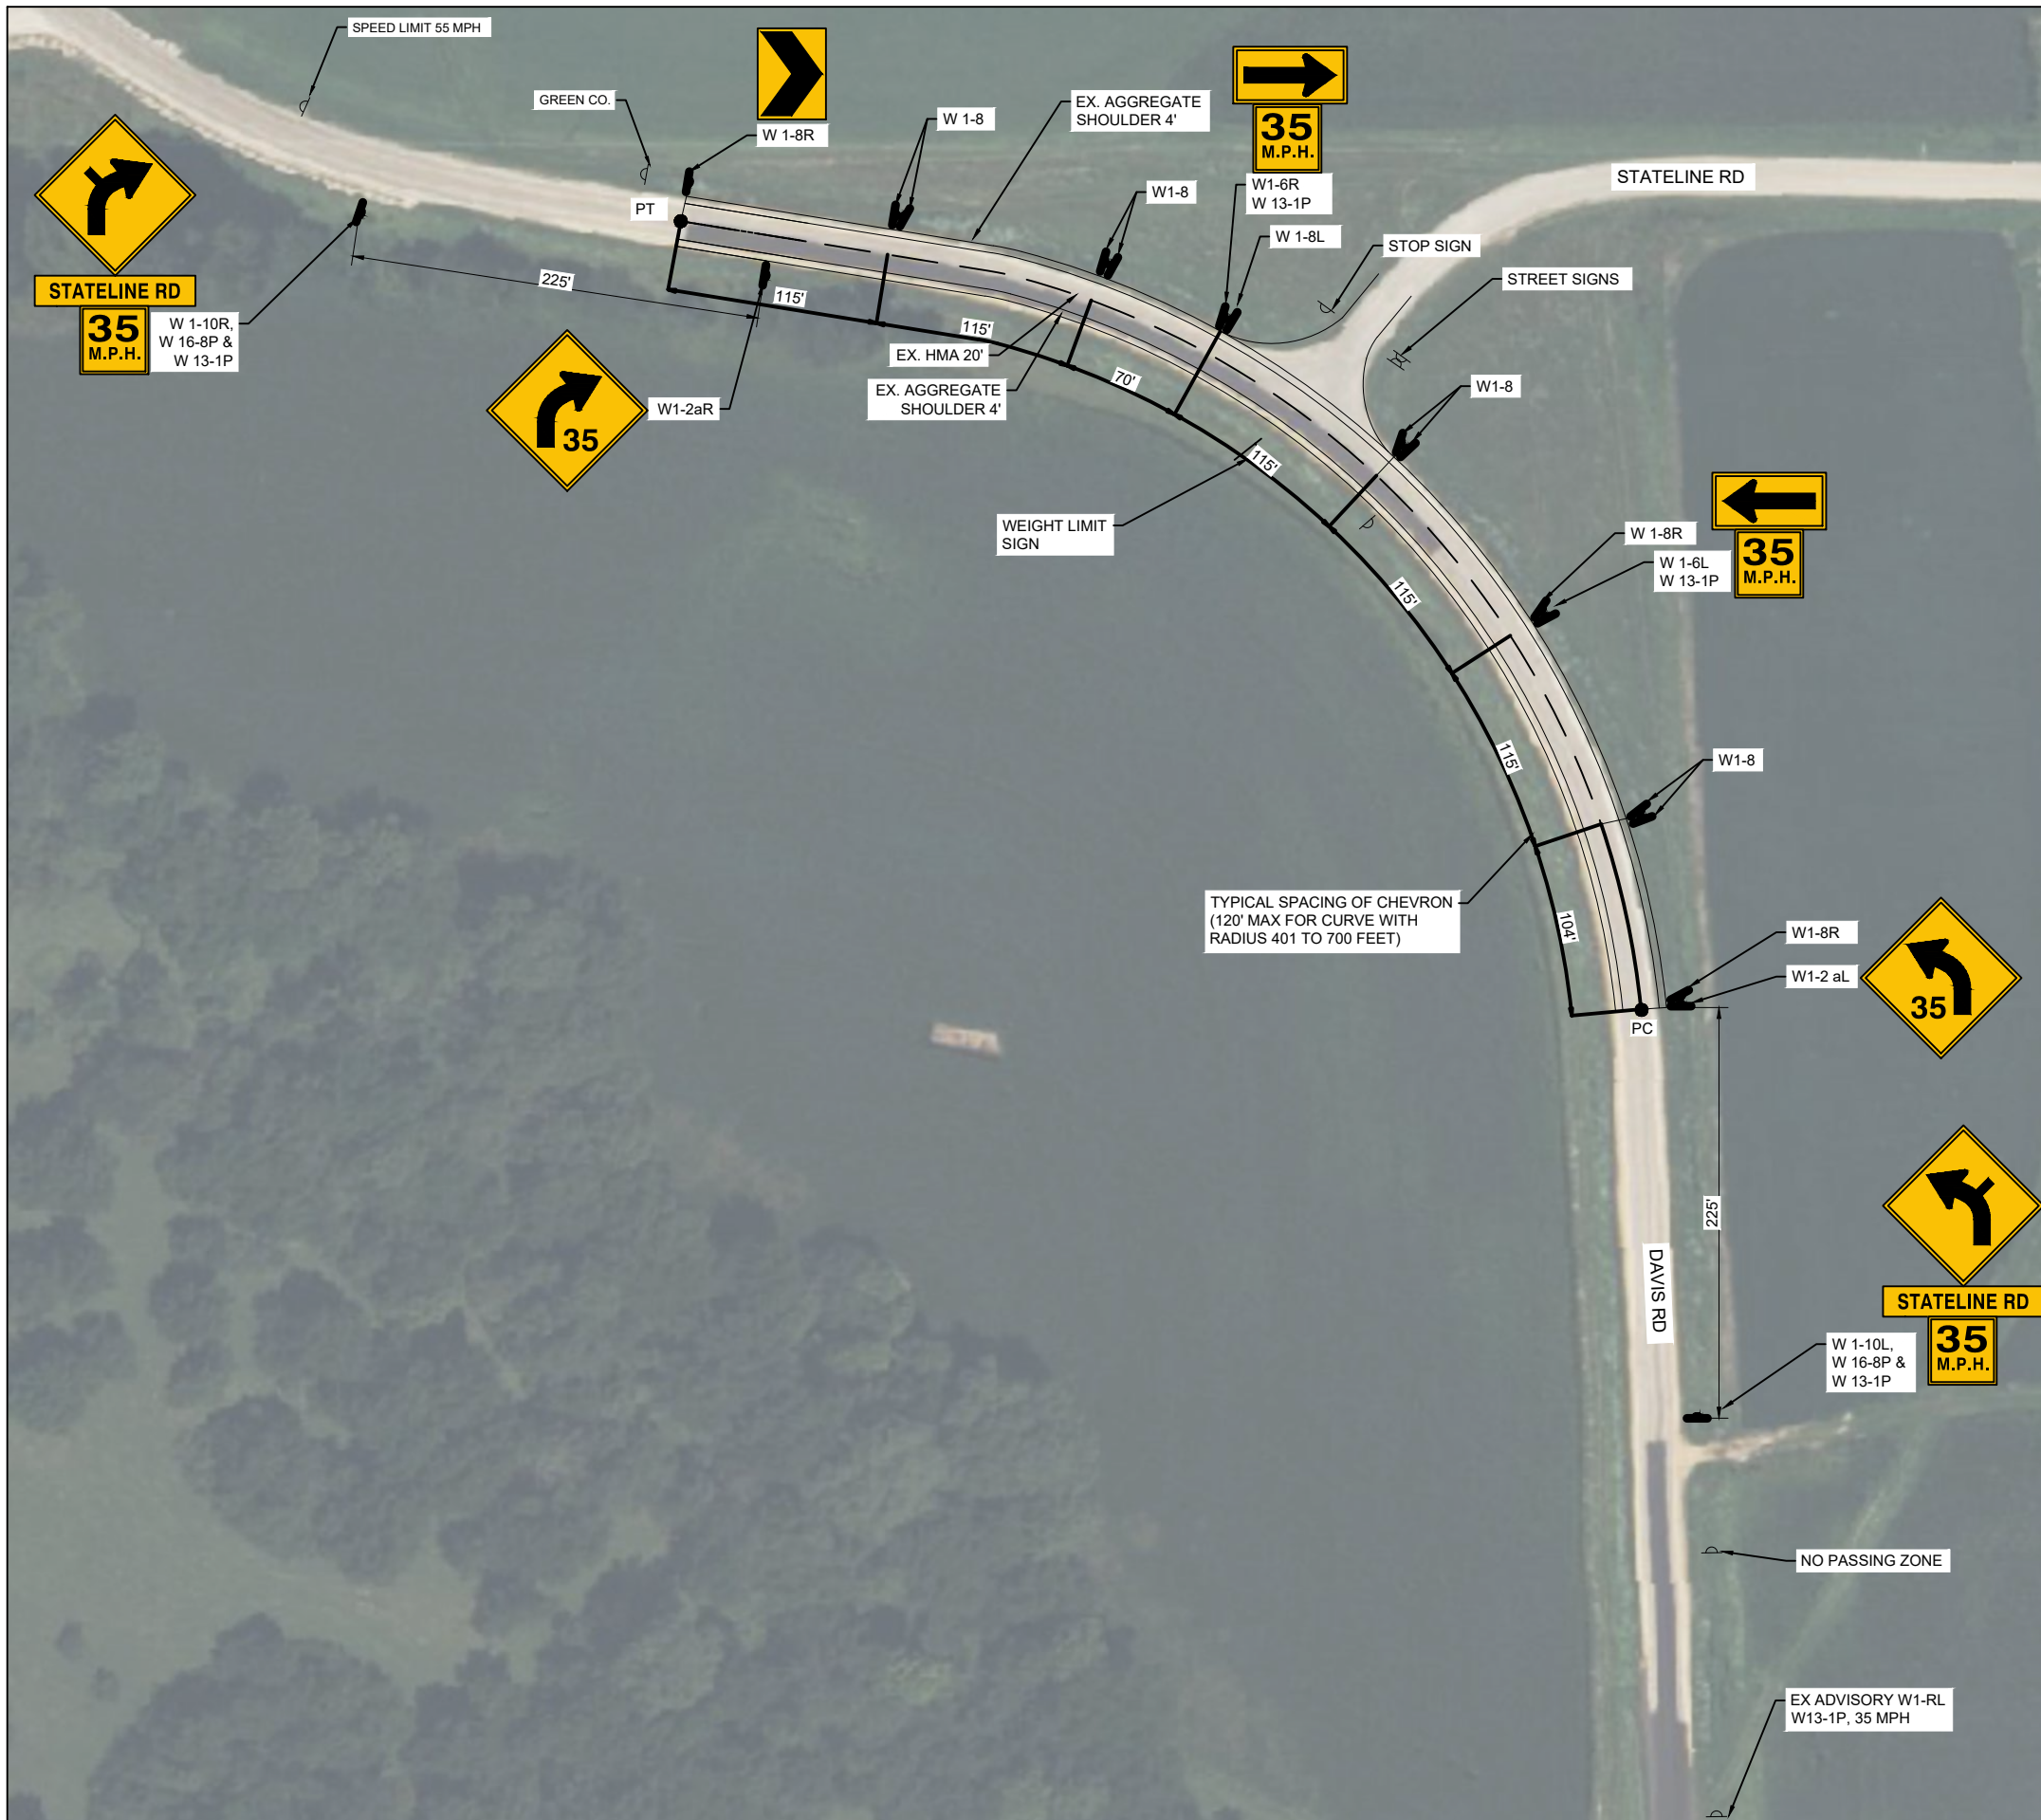 SPEED LIMIT 55 MPH
GREEN CO.
W 1-8R
W 1-8
EX. AGGREGATE
SHOULDER 4'
35
M.P.H.
W1-6R
W 13-1P
W1-8
W 1-8L
STATELINE RD
STOP SIGN
STREET SIGNS
PT
STATELINE RD
35
M.P.H.
W 1-10R,
W 16-8P &
W 13-1P
225'
115'
115'
EX. HMA 20'
70'
EX. AGGREGATE
SHOULDER 4'
35
W1-2aR
W1-8
115'
WEIGHT LIMIT
SIGN
W 1-8R
W 1-6L
W 13-1P
35
M.P.H.
115'
115'
W1-8
TYPICAL SPACING OF CHEVRON
(120' MAX FOR CURVE WITH
RADIUS 401 TO 700 FEET)
104'
W1-8R
W1-2 aL
35
PC
225'
DAVIS RD
STATELINE RD
35
M.P.H.
W 1-10L,
W 16-8P &
W 13-1P
NO PASSING ZONE
EX ADVISORY W1-RL
W13-1P, 35 MPH